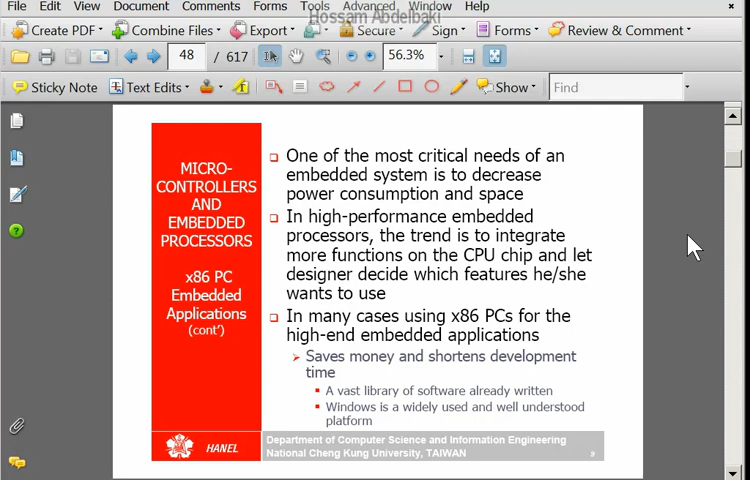 File Edit View Document Comments Forms Tools Advanced Window Help
Hossam Abdelbaki
Create PDF Combine Files Export Secure Sign Forms Review & Comment
48 / 617 56.3% Find
Sticky Note Text Edits Show
MICRO-
CONTROLLERS
AND
EMBEDDED
PROCESSORS
x86 PC
Embedded
Applications
(cont')
One of the most critical needs of an
embedded system is to decrease
power consumption and space
In high-performance embedded
processors, the trend is to integrate
more functions on the CPU chip and let
designer decide which features he/she
wants to use
In many cases using x86 PCs for the
high-end embedded applications
Saves money and shortens development
time
A vast library of software already written
Windows is a widely used and well understood
platform
HANEL
Department of Computer Science and Information Engineering
National Cheng Kung University, TAIWAN
9